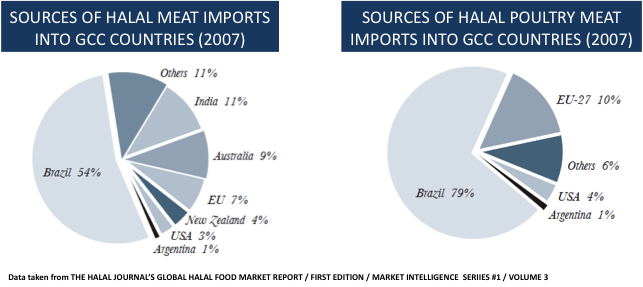 SOURCES OF HALAL MEAT IMPORTS
INTO GCC COUNTRIES (2007)
Others 11%
India 11%
Australia 9%
EU 7%
New Zealand 4%
USA 3%
Argentina 1%
Brazil 54%
SOURCES OF HALAL POULTRY MEAT
IMPORTS INTO GCC COUNTRIES (2007)
EU-27 10%
Others 6%
USA 4%
Argentina 1%
Brazil 79%
Data taken from THE HALAL JOURNAL'S GLOBAL HALAL FOOD MARKET REPORT / FIRST EDITION / MARKET INTELLIGENCE SERIIES #1 / VOLUME 3